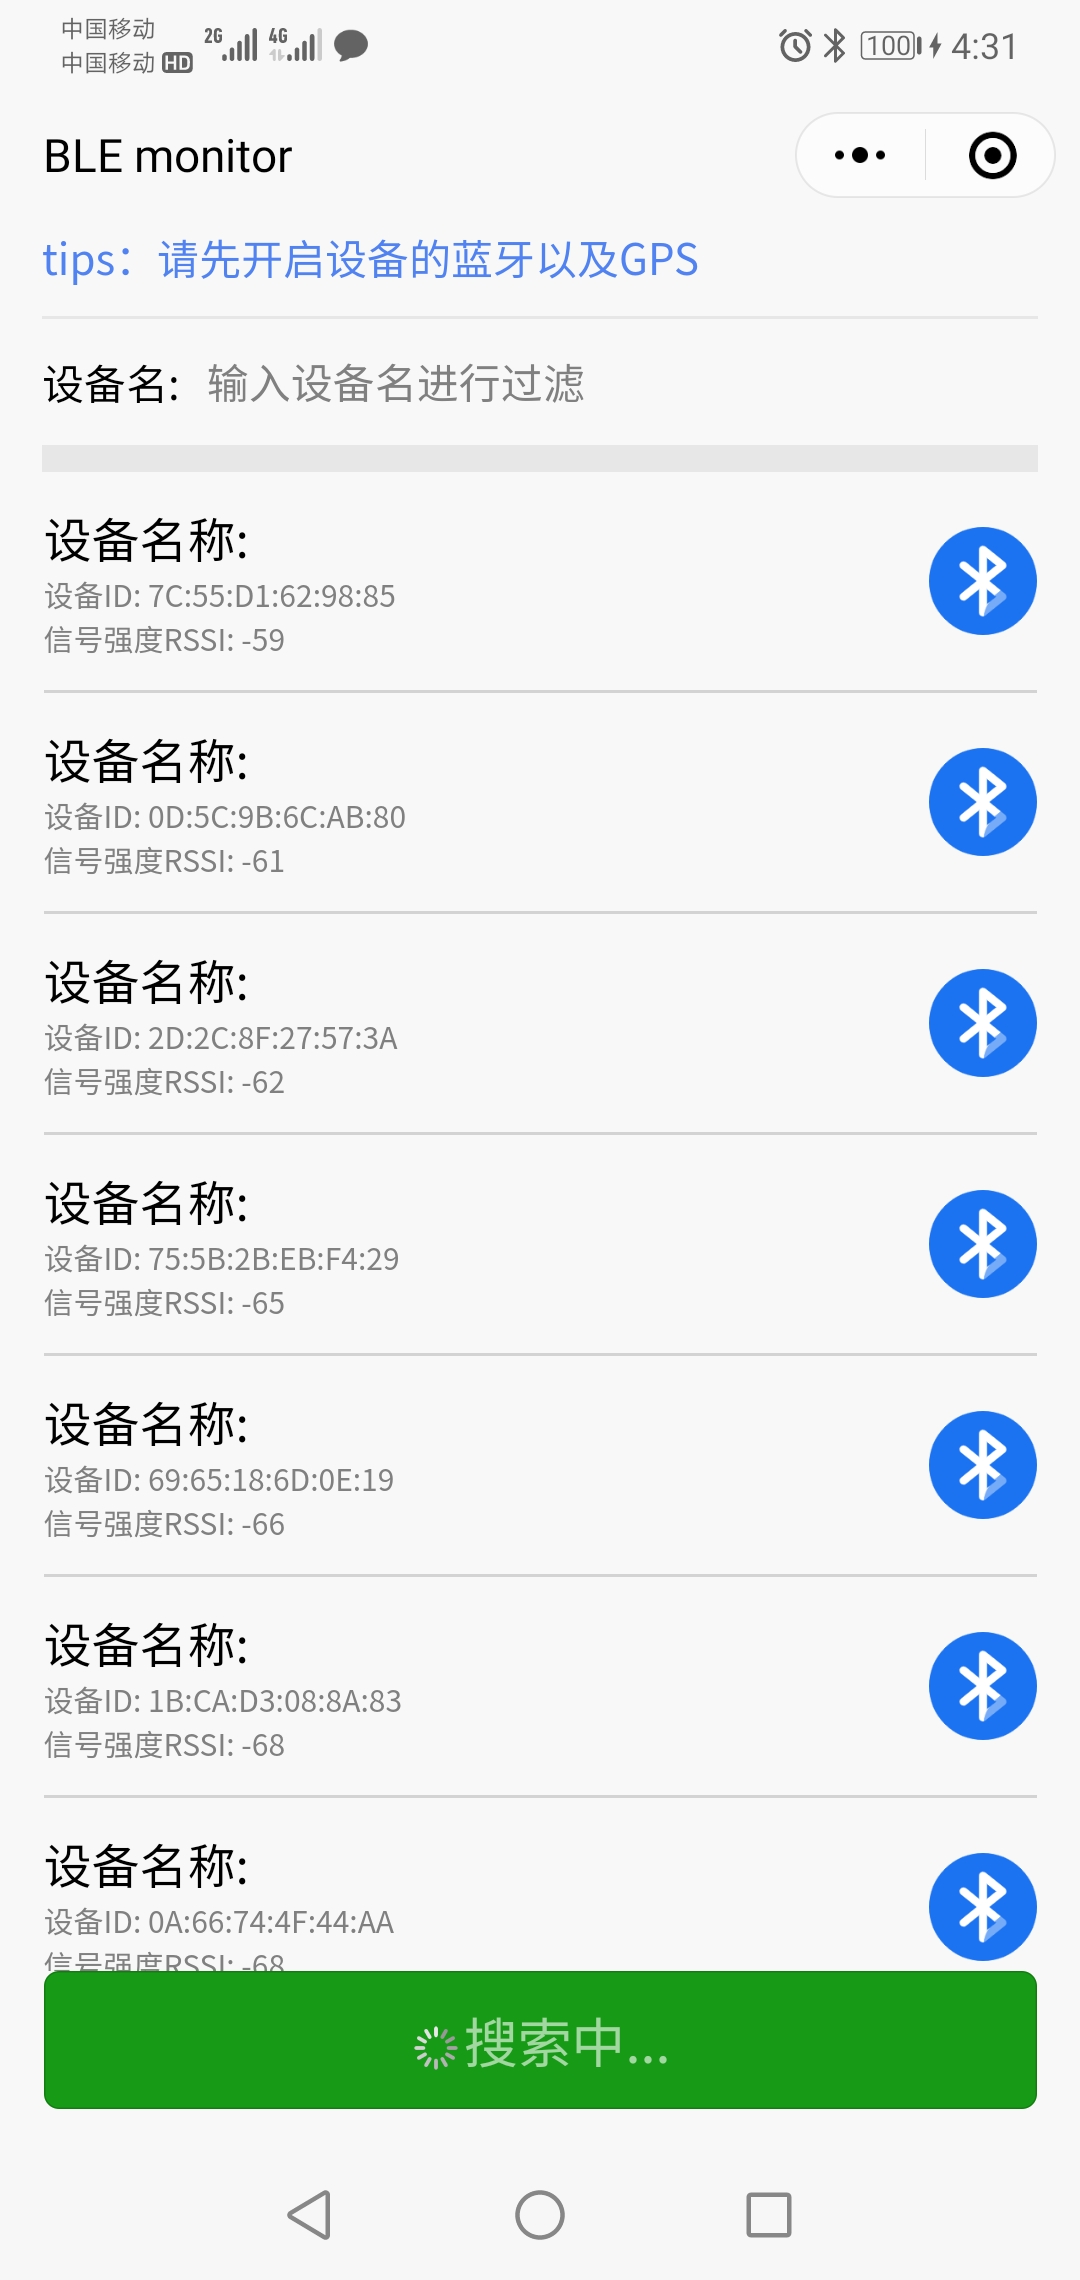 中国移动 2G 4G
中国移动 HD
100 4:31
BLE monitor
tips：请先开启设备的蓝牙以及GPS
设备名: 输入设备名进行过滤
设备名称:
设备ID: 7C:55:D1:62:98:85
信号强度RSSI: -59
设备名称:
设备ID: 0D:5C:9B:6C:AB:80
信号强度RSSI: -61
设备名称:
设备ID: 2D:2C:8F:27:57:3A
信号强度RSSI: -62
设备名称:
设备ID: 75:5B:2B:EB:F4:29
信号强度RSSI: -65
设备名称:
设备ID: 69:65:18:6D:0E:19
信号强度RSSI: -66
设备名称:
设备ID: 1B:CA:D3:08:8A:83
信号强度RSSI: -68
设备名称:
设备ID: 0A:66:74:4F:44:AA
信号强度RSSI: -68
搜索中...